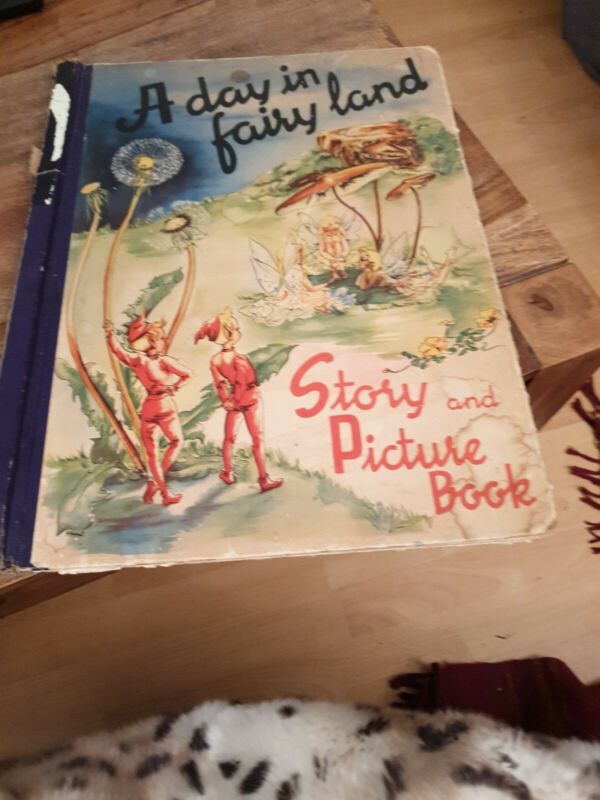 A day in
fairy land
Story and
Picture
Book